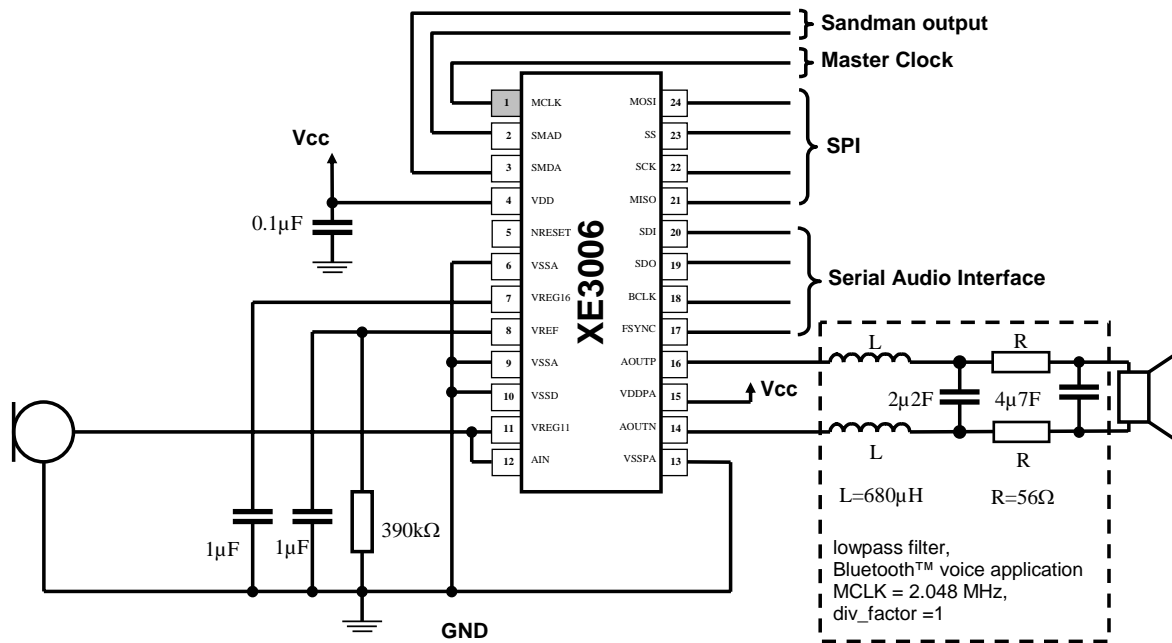 Sandman output
Master Clock
1 MCLK MOSI 24
Vcc
2 SMAD SS 23
SPI
3 SMDA SCK 22
4 VDD MISO 21
0.1µF
5 NRESET SDI 20
6 VSSA SDO 19
Serial Audio Interface
7 VREG16 BCLK 18
8 VREF FSYNC 17
XE3006
L R
9 VSSA AOUTP 16
Vcc
10 VSSD VDDPA 15
2µ2F 4µ7F
11 VREG11 AOUTN 14
12 AIN VSSPA 13
L R
L=680µH R=56Ω
390kΩ
1µF 1µF
lowpass filter,
Bluetooth™ voice application
MCLK = 2.048 MHz,
div_factor =1
GND